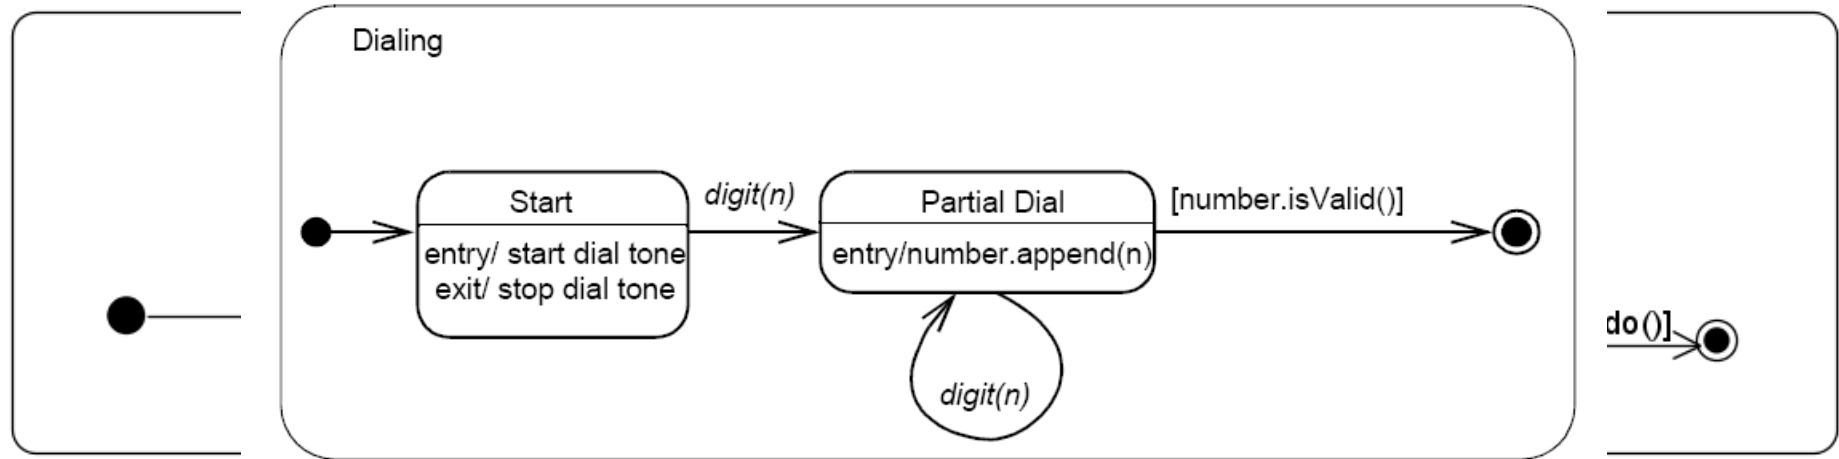 Dialing
Start
entry/ start dial tone
exit/ stop dial tone
digit(n)
Partial Dial
entry/number.append(n)
digit(n)
[number.isValid()]
do()]